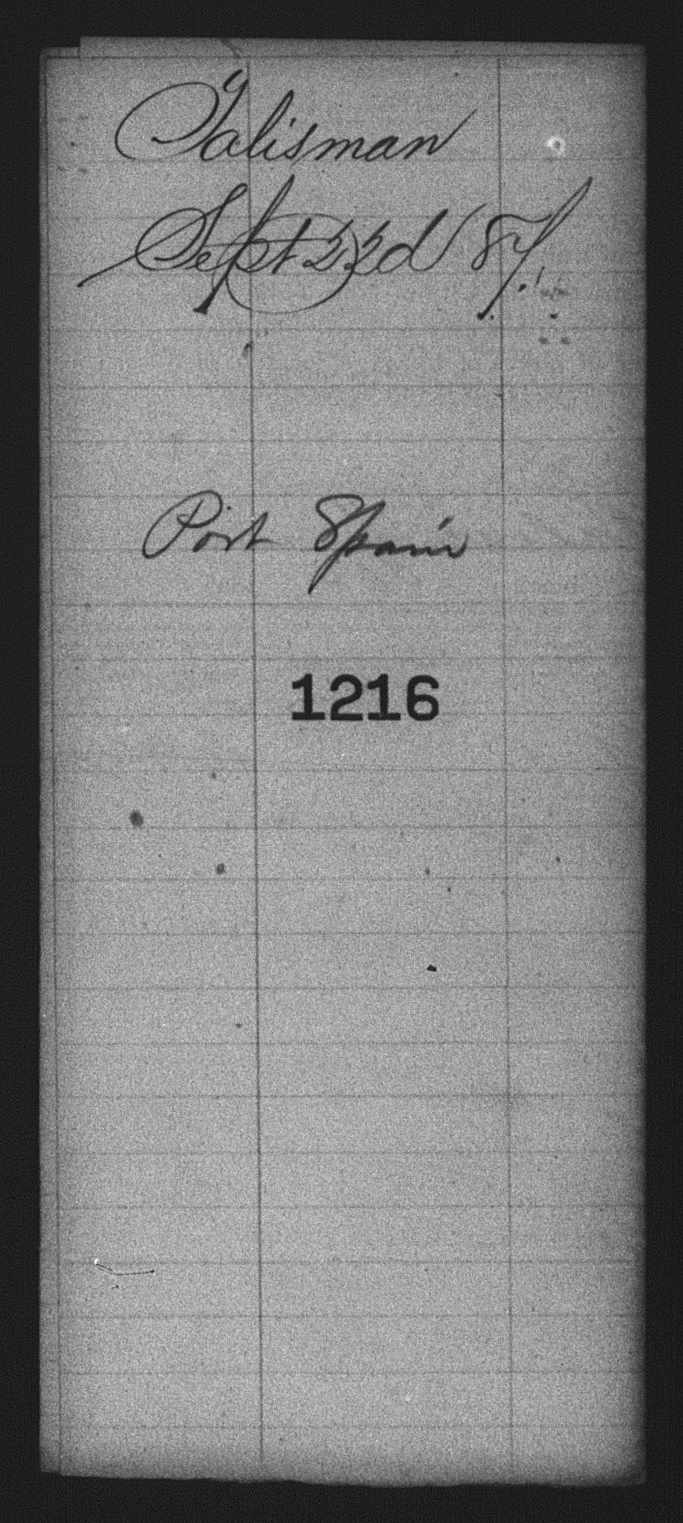 Talisman
Sept 22d / 87
Port Spain
1216